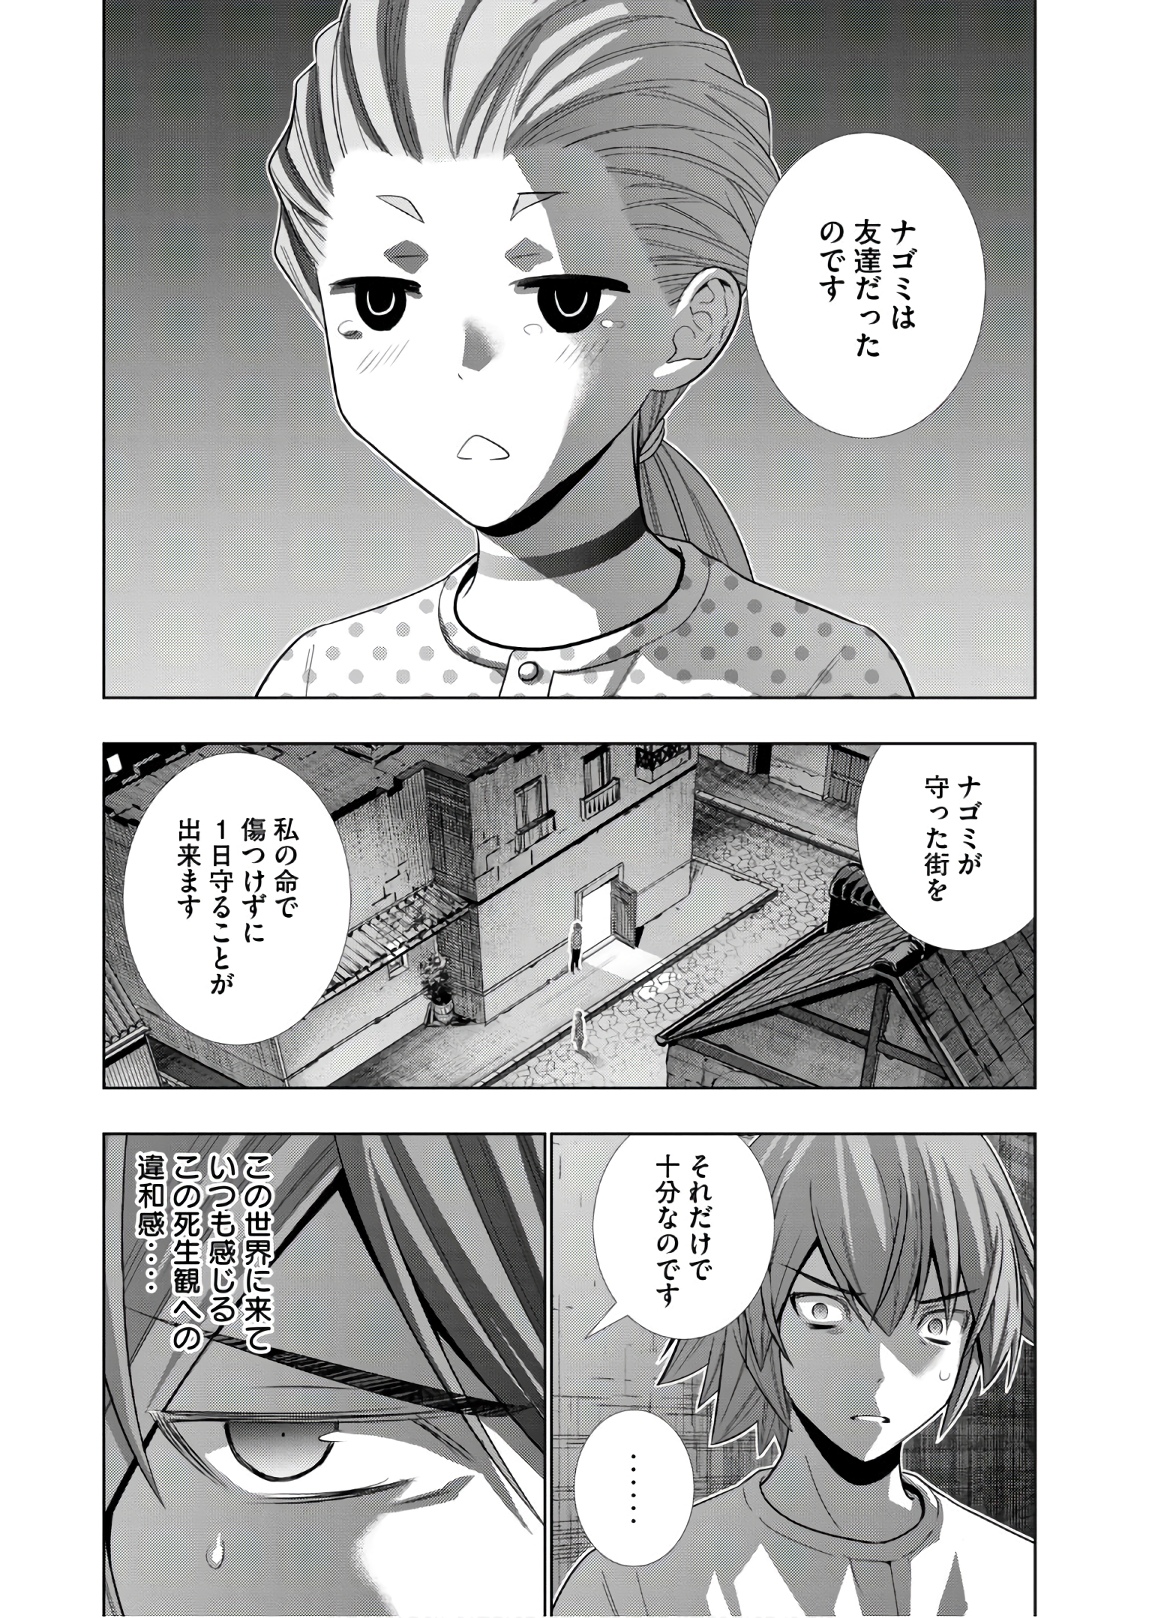 ナゴミは
友達だった
のです
ナゴミが
守った街を
私の命で
傷つけずに
1日守ることが
出来ます
それだけで
十分なのです
……
この世界に来て
いつも感じる
この死生観への
違和感‥‥